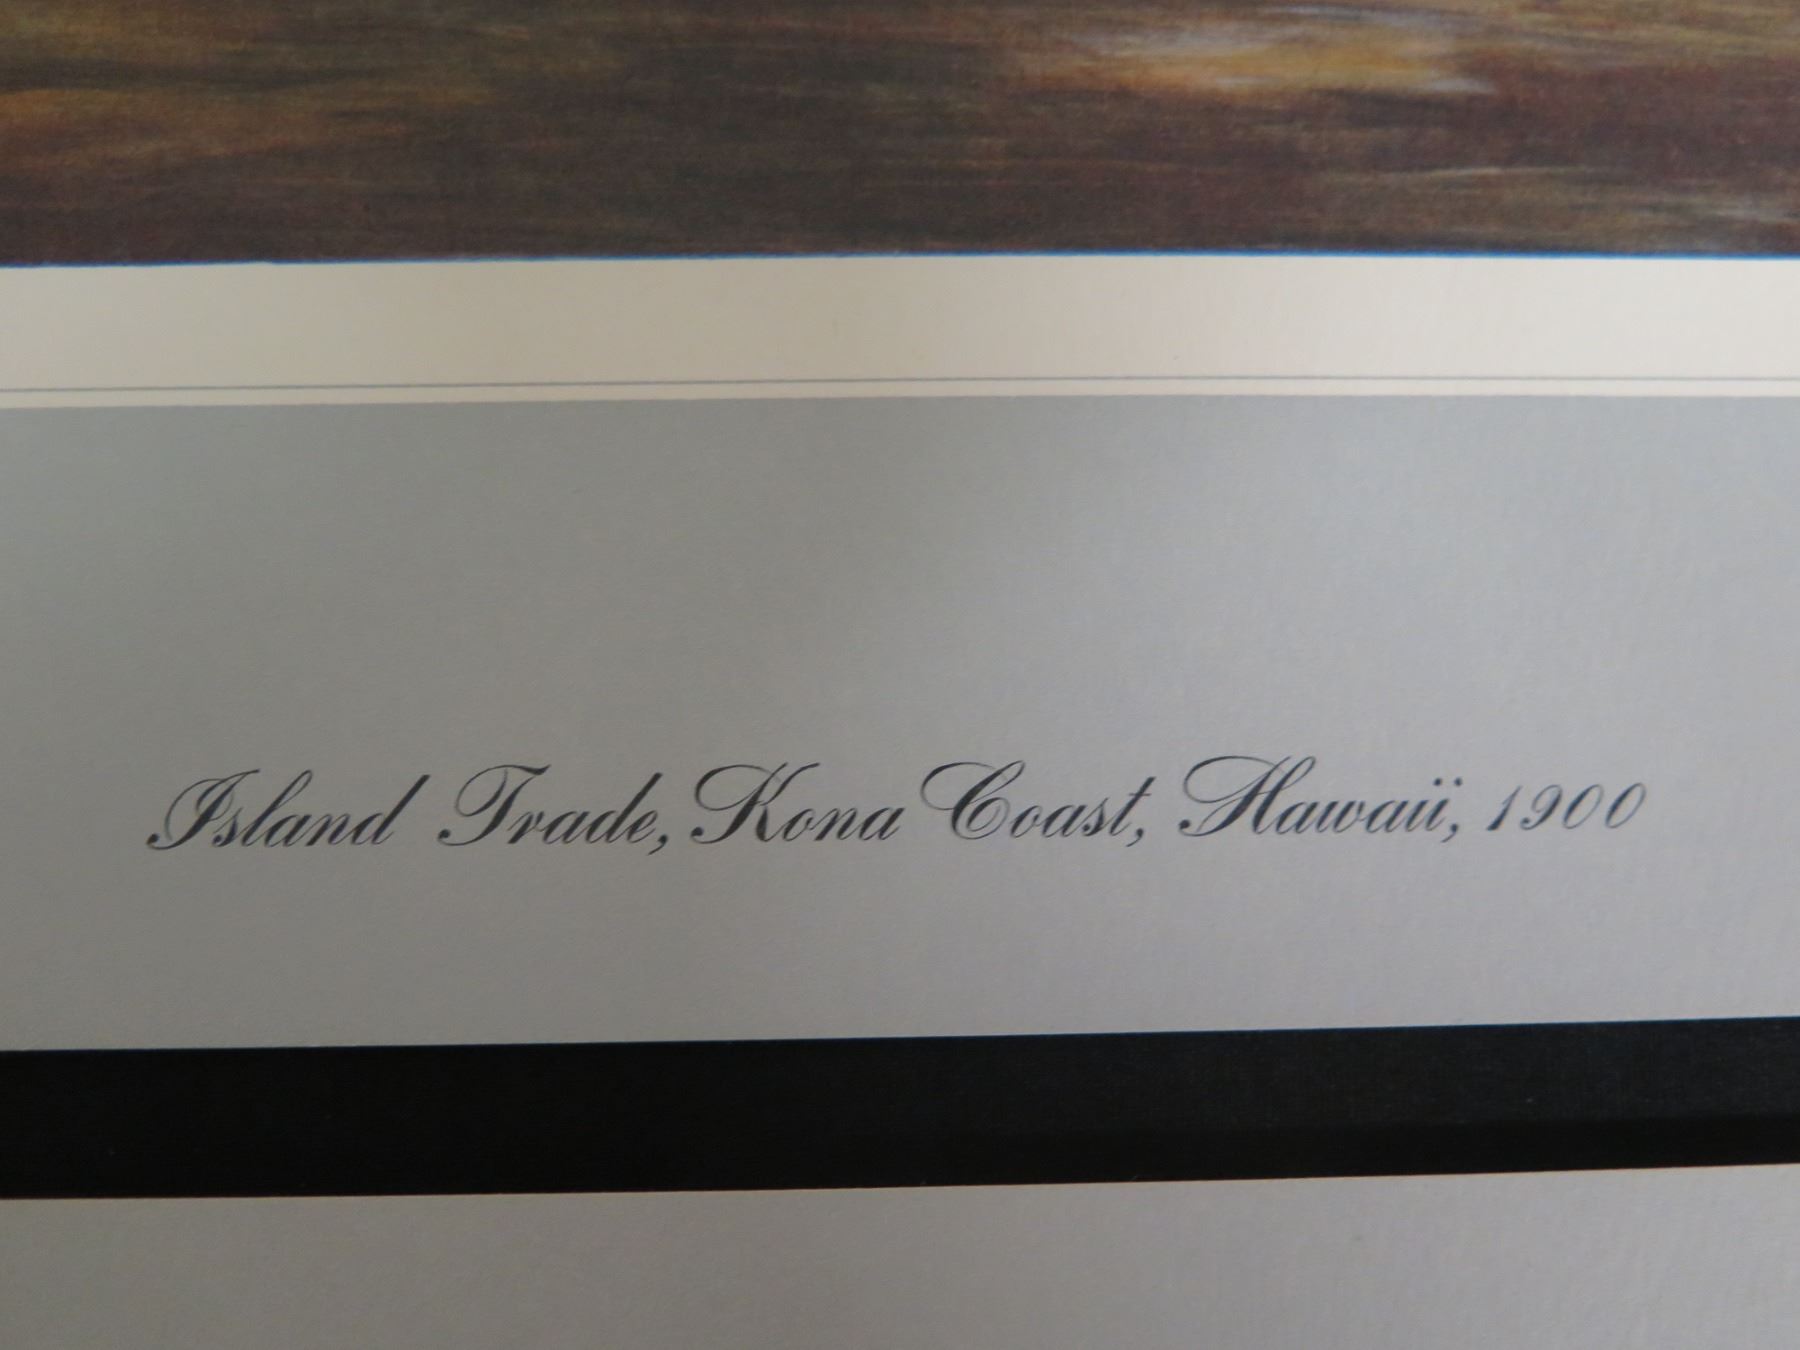 Island Trade, Kona Coast, Hawaii, 1900